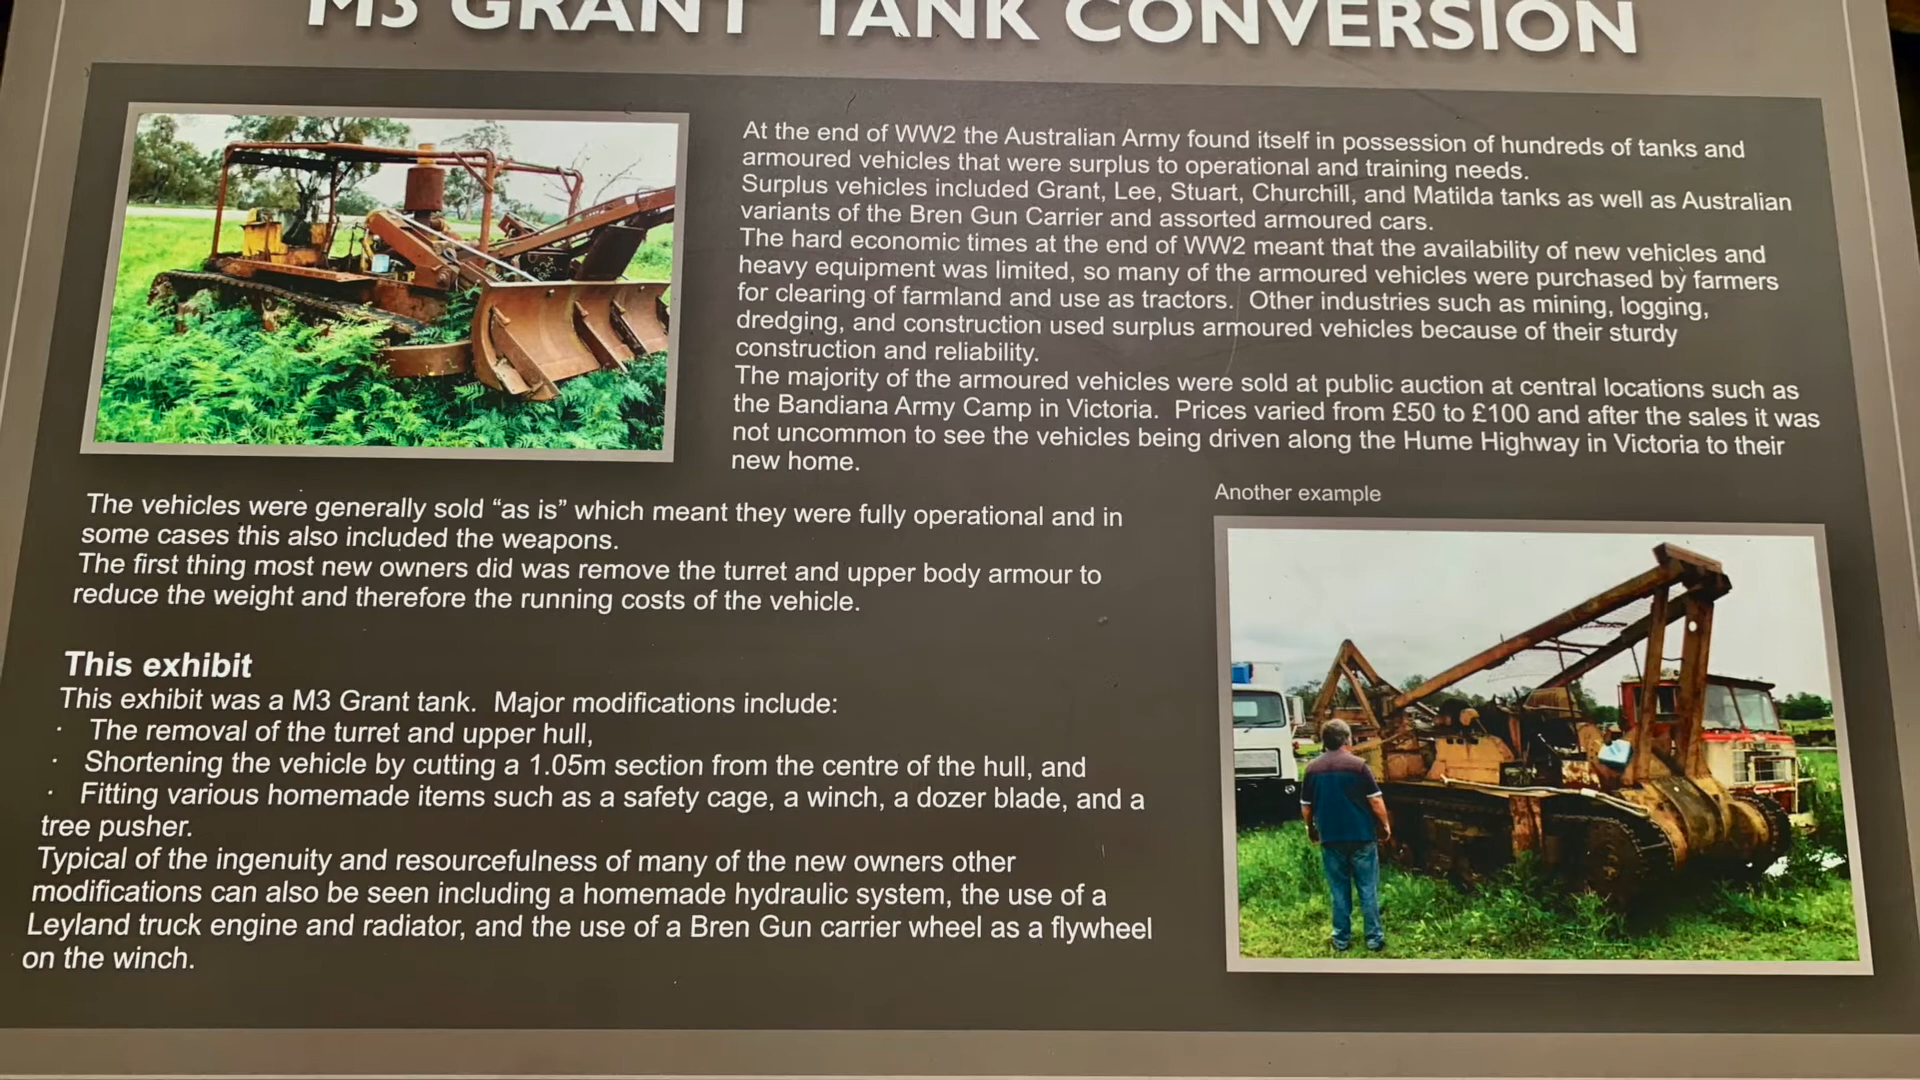 M3 GRANT TANK CONVERSION
At the end of WW2 the Australian Army found itself in possession of hundreds of tanks and
armoured vehicles that were surplus to operational and training needs.
Surplus vehicles included Grant, Lee, Stuart, Churchill, and Matilda tanks as well as Australian
variants of the Bren Gun Carrier and assorted armoured cars.
The hard economic times at the end of WW2 meant that the availability of new vehicles and
heavy equipment was limited, so many of the armoured vehicles were purchased by farmers
for clearing of farmland and use as tractors. Other industries such as mining, logging,
dredging, and construction used surplus armoured vehicles because of their sturdy
construction and reliability.
The majority of the armoured vehicles were sold at public auction at central locations such as
the Bandiana Army Camp in Victoria. Prices varied from £50 to £100 and after the sales it was
not uncommon to see the vehicles being driven along the Hume Highway in Victoria to their
new home.
The vehicles were generally sold “as is” which meant they were fully operational and in
some cases this also included the weapons.
The first thing most new owners did was remove the turret and upper body armour to
reduce the weight and therefore the running costs of the vehicle.
Another example
This exhibit
This exhibit was a M3 Grant tank. Major modifications include:
· The removal of the turret and upper hull,
· Shortening the vehicle by cutting a 1.05m section from the centre of the hull, and
· Fitting various homemade items such as a safety cage, a winch, a dozer blade, and a
tree pusher.
Typical of the ingenuity and resourcefulness of many of the new owners other
modifications can also be seen including a homemade hydraulic system, the use of a
Leyland truck engine and radiator, and the use of a Bren Gun carrier wheel as a flywheel
on the winch.